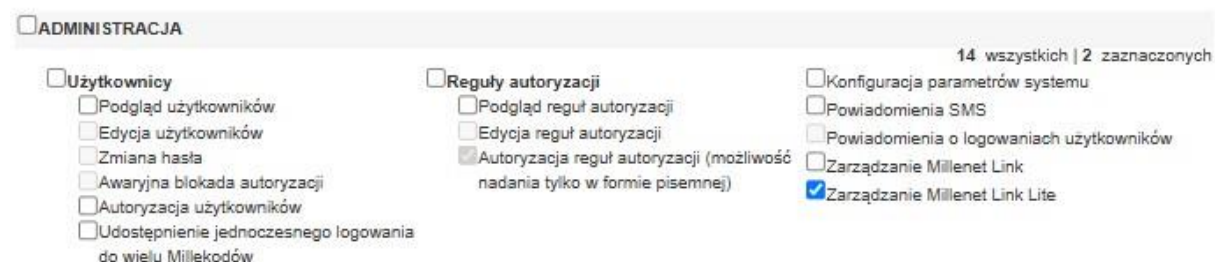 ADMINISTRACJA
14 wszystkich | 2 zaznaczonych
Użytkownicy
Podgląd użytkowników
Edycja użytkowników
Zmiana hasła
Awaryjna blokada autoryzacji
Autoryzacja użytkowników
Udostępnienie jednoczesnego logowania
do wielu Millekodów
Reguły autoryzacji
Podgląd reguł autoryzacji
Edycja reguł autoryzacji
Autoryzacja reguł autoryzacji (możliwość
nadania tylko w formie pisemnej)
Konfiguracja parametrów systemu
Powiadomienia SMS
Powiadomienia o logowaniach użytkowników
Zarządzanie Millenet Link
Zarządzanie Millenet Link Lite